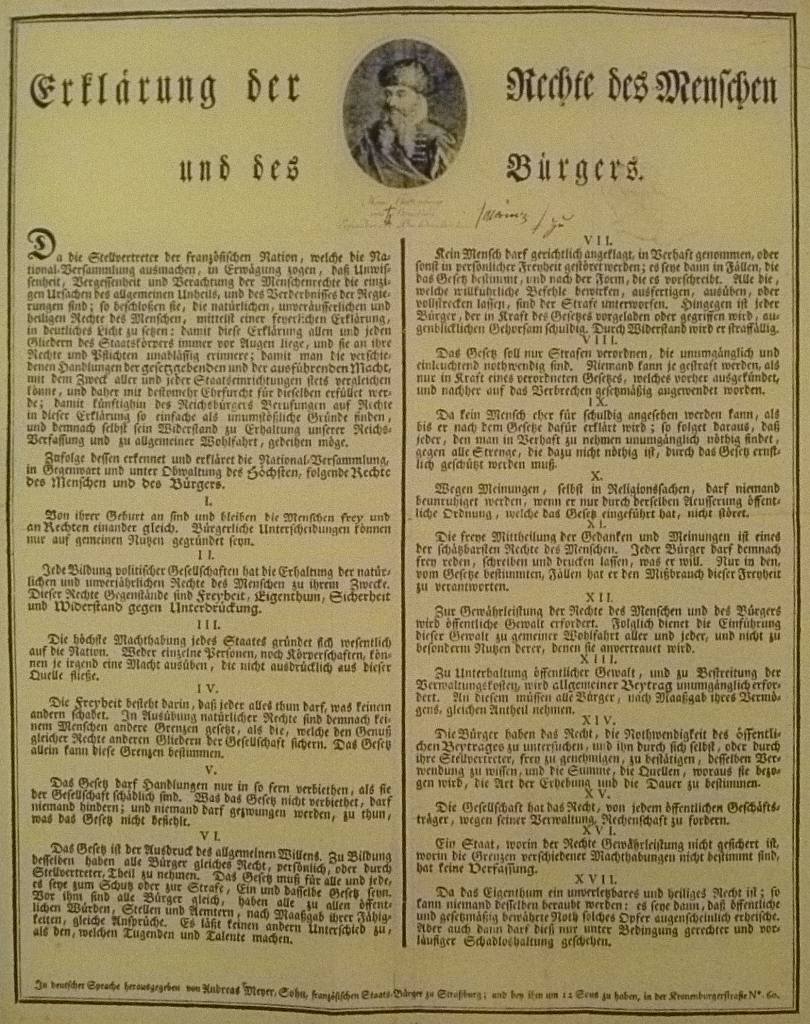 Erklärung der Rechte des Menschen
und des Bürgers.
Da die Stellvertreter der französischen Nation, welche die Na-
tional-Versammlung ausmachen, in Erwägung zogen, daß Unwis-
senheit, Vergessenheit und Verachtung der Menschenrechte die einzi-
gen Ursachen des allgemeinen Unheils, und des Verderbnisses der Regie-
rungen sind; so beschloßen sie, die natürlichen, unveräusserlichen und
heiligen Rechte des Menschen, mittelst einer feyerlichen Erklärung,
in deutliches Licht zu setzen: damit diese Erklärung allen und jeden
Gliedern des Staatskörpers immer vor Augen liege, und sie an ihre
Rechte und Pflichten unablässig erinnere; damit man die verschie-
denen Handlungen der gesetzgebenden und der ausführenden Macht,
mit dem Zweck aller und jeder Staatseinrichtungen stets vergleichen
könne, und daher mit destomehr Ehrfurcht für dieselben erfüllet wer-
de; damit künftighin des Reichsbürgers Berufungen auf Rechte
in dieser Erklärung so einfache als unumstößliche Gründe finden,
und demnach selbst sein Widerstand zu Erhaltung unserer Reichs-
Verfassung und zu allgemeiner Wohlfahrt, gedeihen möge.
Zufolge dessen erkennet und erkläret die National-Versammlung,
in Gegenwart und unter Obwaltung des Höchsten, folgende Rechte
des Menschen und des Bürgers.
I.
Von ihrer Geburt an sind und bleiben die Menschen frey und
an Rechten einander gleich. Bürgerliche Unterscheidungen können
nur auf gemeinen Nutzen gegründet seyn.
II.
Jede Bildung politischer Gesellschaften hat die Erhaltung der natür-
lichen und unverjährlichen Rechte des Menschen zu ihrem Zwecke.
Dieser Rechte Gegenstände sind Freyheit, Eigenthum, Sicherheit
und Widerstand gegen Unterdrückung.
III.
Die höchste Machthabung jedes Staates gründet sich wesentlich
auf die Nation. Weder einzelne Personen, noch Körperschaften, kön-
nen je irgend eine Macht ausüben, die nicht ausdrücklich aus dieser
Quelle fließe.
IV.
Die Freyheit besteht darin, daß jeder alles thun darf, was keinem
andern schadet. In Ausübung natürlicher Rechte sind demnach kei-
nem Menschen andere Grenzen gesetzt, als die, welche den Genuß
gleicher Rechte anderen Gliedern der Gesellschaft sichern. Das Gesetz
allein kann diese Grenzen bestimmen.
V.
Das Gesetz darf Handlungen nur in so fern verbiethen, als sie
der Gesellschaft schädlich sind. Was das Gesetz nicht verbiethet, darf
niemand hindern; und niemand darf gezwungen werden, zu thun,
was das Gesetz nicht befiehlt.
VI.
Das Gesetz ist der Ausdruck des allgemeinen Willens. Zu Bildung
desselben haben alle Bürger gleiches Recht, persönlich, oder durch
Stellvertreter, Theil zu nehmen. Das Gesetz muß für alle und jede,
es seye zum Schutz oder zur Strafe, Ein und dasselbe Gesetz seyn.
Vor ihm sind alle Bürger gleich, haben alle zu allen öffent-
lichen Würden, Stellen und Aemtern, nach Maaßgab ihrer Fähig-
keiten, gleiche Ansprüche. Es läßt keinen andern Unterschied zu,
als den, welchen Tugenden und Talente machen.
VII.
Kein Mensch darf gerichtlich angeklagt, in Verhaft genommen, oder
sonst in persönlicher Freyheit gestöret werden; es seye dann in Fällen, die
das Gesetz bestimmt, und nach der Form, die es vorschreibt. Alle die,
welche willkührliche Befehle bewirken, ausfertigen, ausüben, oder
vollstrecken lassen, sind der Strafe unterworfen. Hingegen ist jeder
Bürger, der in Kraft des Gesetzes vorgeladen oder gegriffen wird, au-
genblicklichen Gehorsam schuldig. Durch Widerstand wird er straffällig.
VIII.
Das Gesetz soll nur Strafen verordnen, die unumgänglich und
einleuchtend nothwendig sind. Niemand kann je gestraft werden, als
nur in Kraft eines verordneten Gesetzes, welches vorher ausgekündet,
und nachher auf das Verbrechen gesetzmäßig angewendet worden.
IX.
Da kein Mensch eher für schuldig angesehen werden kann, als
bis er nach dem Gesetze dafür erklärt wird; so folget daraus, daß
jeder, den man in Verhaft zu nehmen unumgänglich nöthig findet,
gegen alle Strenge, die dazu nicht nöthig ist, durch das Gesetz ernst-
lich geschützt werden muß.
X.
Wegen Meinungen, selbst in Religionssachen, darf niemand
beunruhiget werden, wenn er nur durch derselben Aeusserung öffent-
liche Ordnung, welche das Gesetz eingeführt hat, nicht störet.
XI.
Die freye Mittheilung der Gedanken und Meinungen ist eines
der schätzbarsten Rechte des Menschen. Jeder Bürger darf demnach
frey reden, schreiben und drucken lassen, was er will. Nur in den,
vom Gesetze bestimmten, Fällen hat er den Mißbrauch dieser Freyheit
zu verantworten.
XII.
Zur Gewährleistung der Rechte des Menschen und des Bürgers
wird öffentliche Gewalt erfordert. Folglich dienet die Einführung
dieser Gewalt zu gemeiner Wohlfahrt aller und jeder, und nicht zu
besonderm Nutzen derer, denen sie anvertrauet wird.
XIII.
Zu Unterhaltung öffentlicher Gewalt, und zu Bestreitung der
Verwaltungskosten, wird allgemeiner Beytrag unumgänglich erfor-
dert. An diesem müssen alle Bürger, nach Maaßgab ihres Vermö-
gens, gleichen Antheil nehmen.
XIV.
Die Bürger haben das Recht, die Nothwendigkeit des öffentli-
chen Beytrages zu untersuchen, und ihn durch sich selbst, oder durch
ihre Stellvertreter, frey zu genehmigen, zu bestätigen, desselben Ver-
wendung zu wissen, und die Summe, die Quellen, woraus sie bezo-
gen wird, die Art der Erhebung und die Dauer zu bestimmen.
XV.
Die Gesellschaft hat das Recht, von jedem öffentlichen Geschäfts-
träger, wegen seiner Verwaltung, Rechenschaft zu fordern.
XVI.
Ein Staat, worin der Rechte Gewährleistung nicht gesichert ist,
worin die Grenzen verschiedener Machthabungen nicht bestimmt sind,
hat keine Verfassung.
XVII.
Da das Eigenthum ein unverletzbares und heiliges Recht ist; so
kann niemand desselben beraubt werden: es seye dann, daß öffentliche
und gesetzmäßig bewährte Noth solches Opfer augenscheinlich erheische.
Aber auch dann darf dieß nur unter Bedingung gerechter und vor-
läufiger Schadloshaltung geschehen.
In deutscher Sprache herausgegeben von Andreas Meyer, Sohn, französischen Staats-Bürger zu Straßburg; und bey ihm um 12 Sous zu haben, in der Kronenburgerstraße N°. 60.